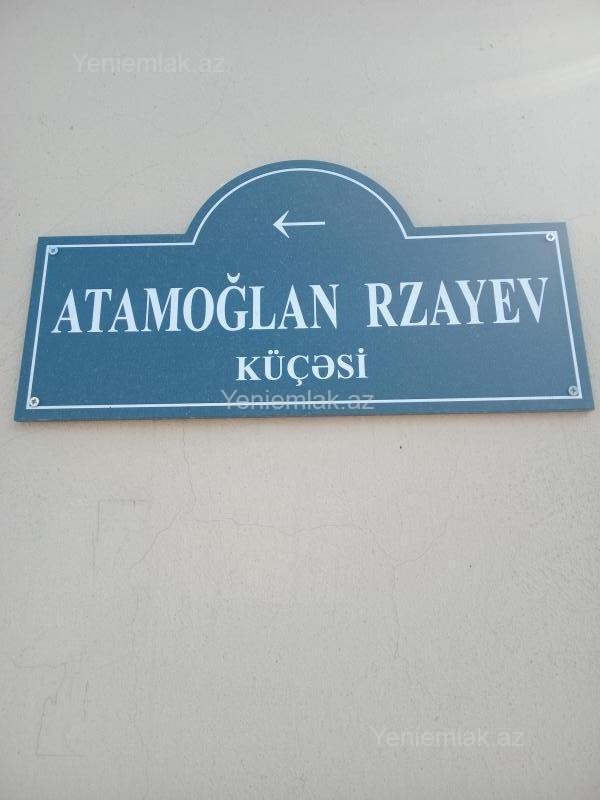 Yeniemlak.az
←
ATAMOĞLAN RZAYEV
KÜÇƏSİ
Yeniemlak.az
Yeniemlak.az